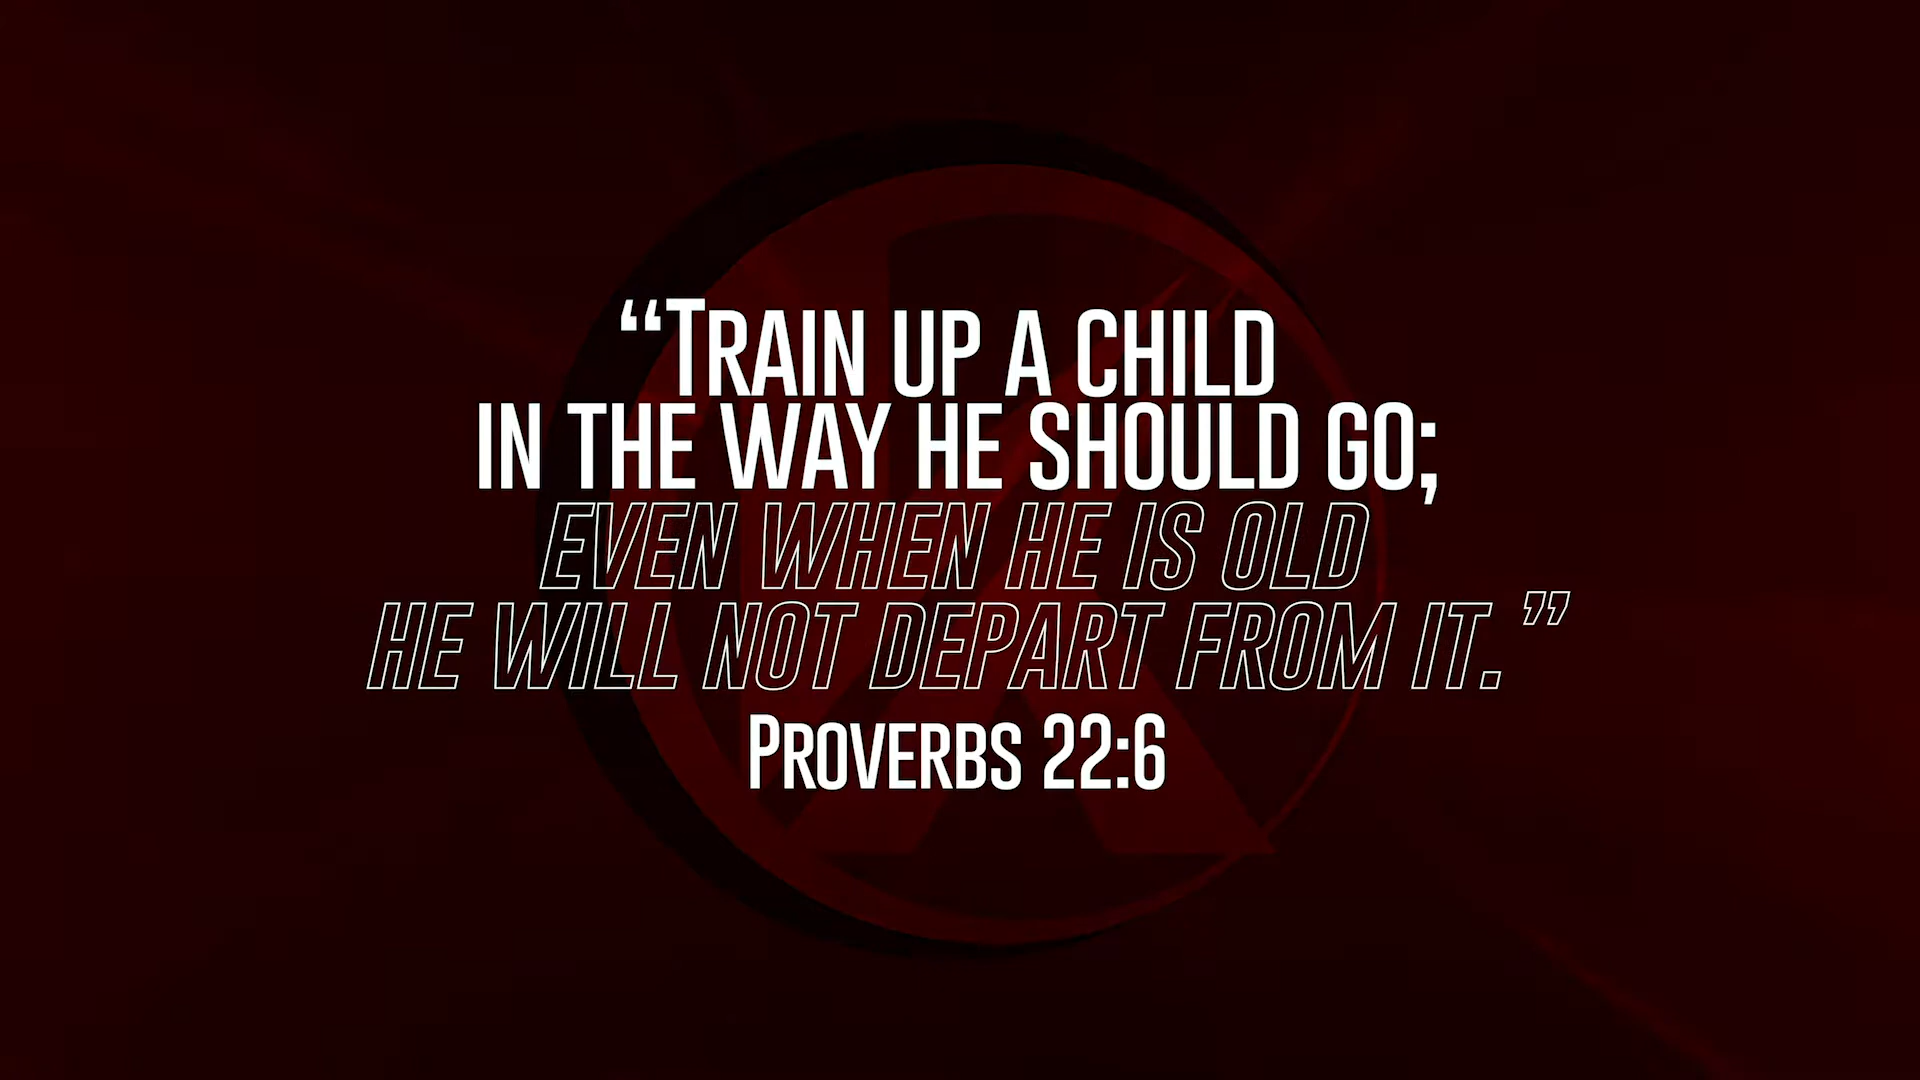 “Train up a child
in the way he should go;
even when he is old
he will not depart from it.”
Proverbs 22:6